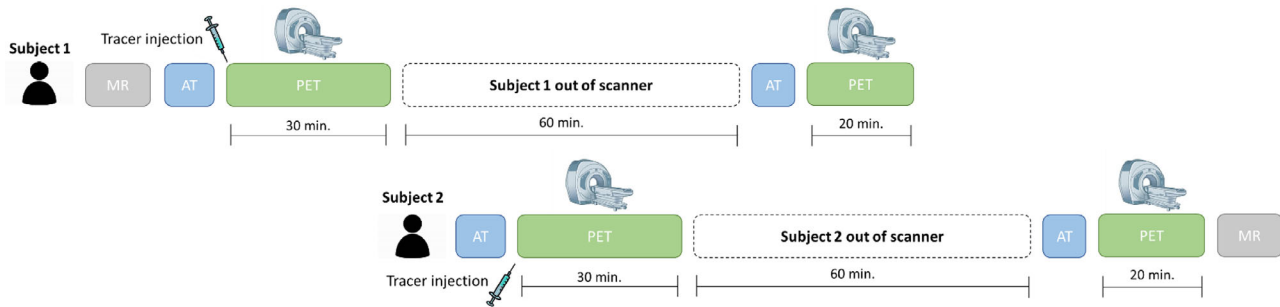 Tracer injection
Subject 1
MR
AT
PET
Subject 1 out of scanner
AT
PET
30 min.
60 min.
20 min.
Subject 2
AT
PET
Subject 2 out of scanner
AT
PET
MR
Tracer injection
30 min.
60 min.
20 min.